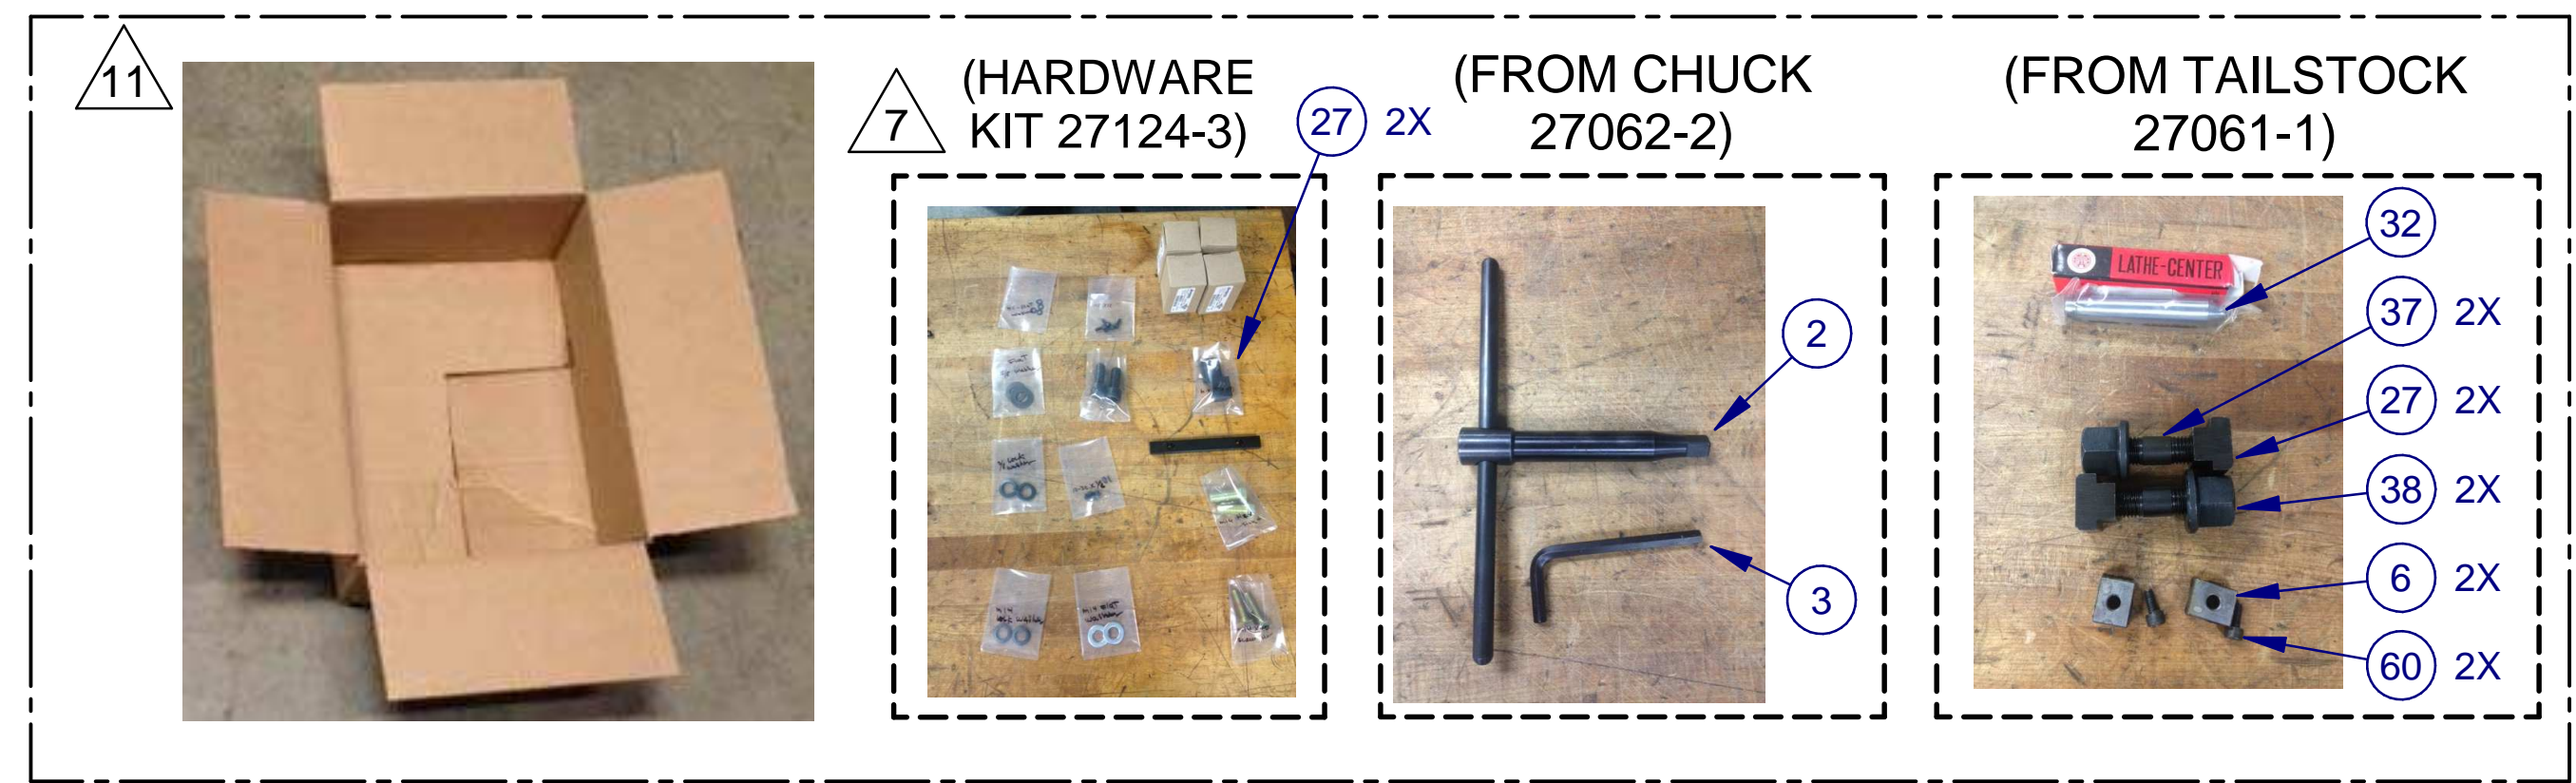 11
7
(HARDWARE
KIT 27124-3)
27 2X
(FROM CHUCK
27062-2)
2
3
(FROM TAILSTOCK
27061-1)
LATHE-CENTER
32
37 2X
27 2X
38 2X
6 2X
60 2X